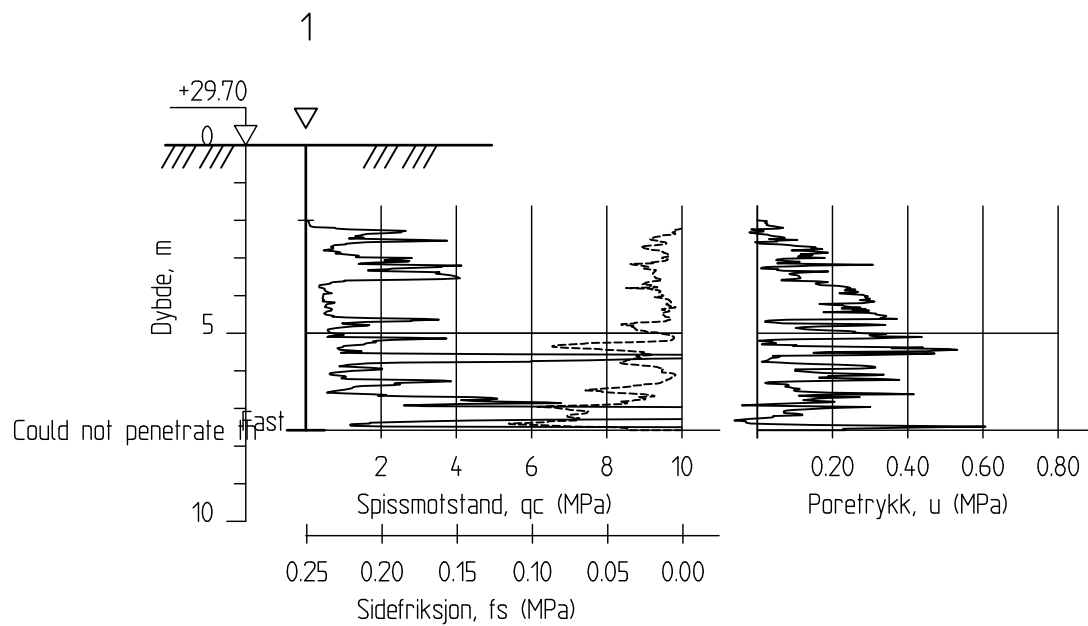 1
+29.70
0
Dybde, m
5
Fast
Could not penetrate
10
2 4 6 8 10
Spissmotstand, qc (MPa)
0.20 0.40 0.60 0.80
Poretrykk, u (MPa)
0.25 0.20 0.15 0.10 0.05 0.00
Sidefriksjon, fs (MPa)